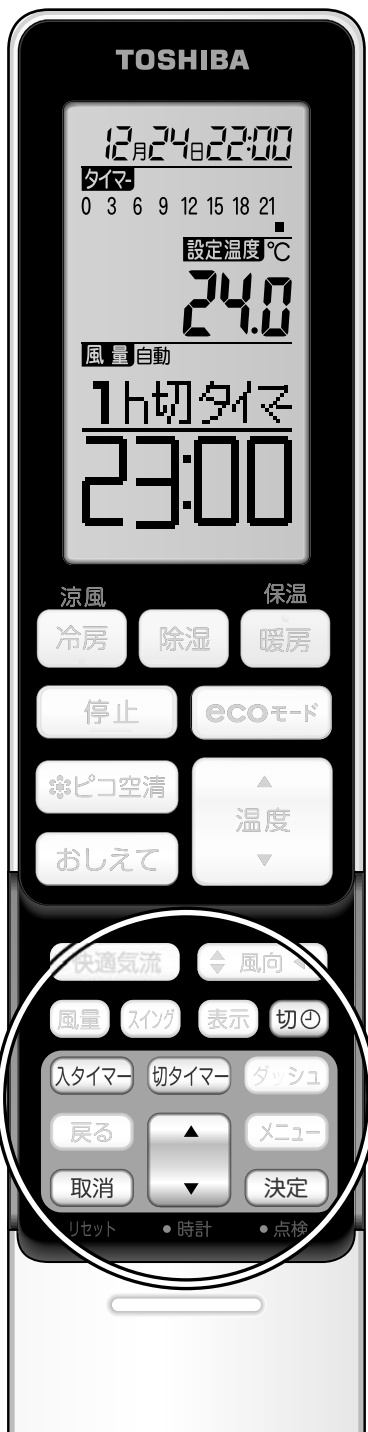 TOSHIBA
12月24日22:00
タイマー
0 3 6 9 12 15 18 21
設定温度 ℃
24.0
風量 自動
1h切タイマ
23:00
涼風 保温
冷房 除湿 暖房
停止 ecoモード
ピコ空清
▲ 温度 ▼
おしえて
快適気流 風向
風量 スイング 表示 切
入タイマー 切タイマー ダッシュ
戻る ▲ メニュー
取消 ▼ 決定
リセット •時計 •点検